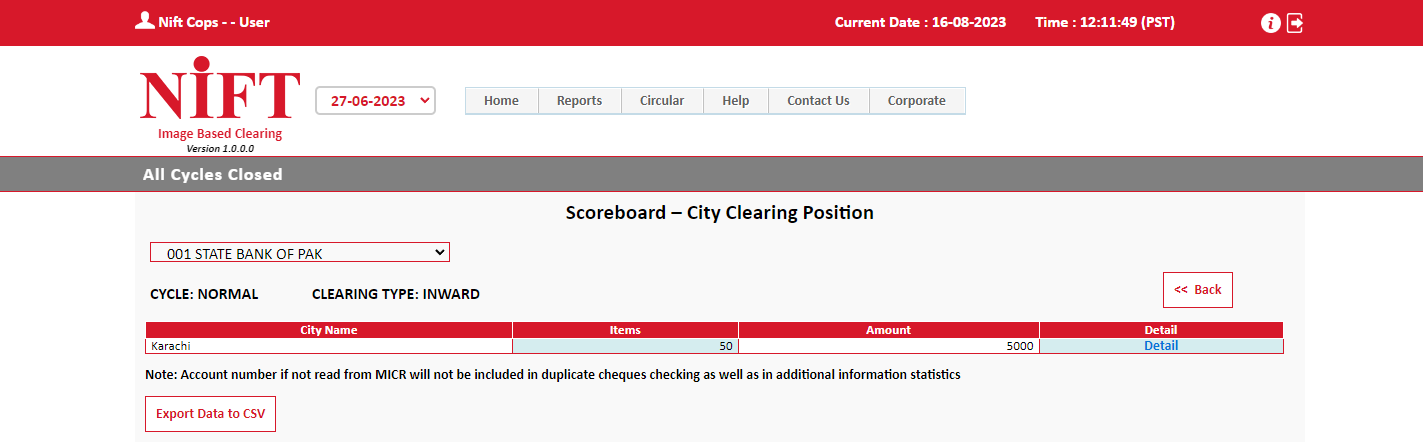 Nift Cops - - User
Current Date : 16-08-2023 Time : 12:11:49 (PST)
NIFT
Image Based Clearing
Version 1.0.0.0
27-06-2023
Home Reports Circular Help Contact Us Corporate
All Cycles Closed
Scoreboard – City Clearing Position
001 STATE BANK OF PAK
CYCLE: NORMAL CLEARING TYPE: INWARD
<< Back
City Name Items Amount Detail
Karachi 50 5000 Detail
Note: Account number if not read from MICR will not be included in duplicate cheques checking as well as in additional information statistics
Export Data to CSV